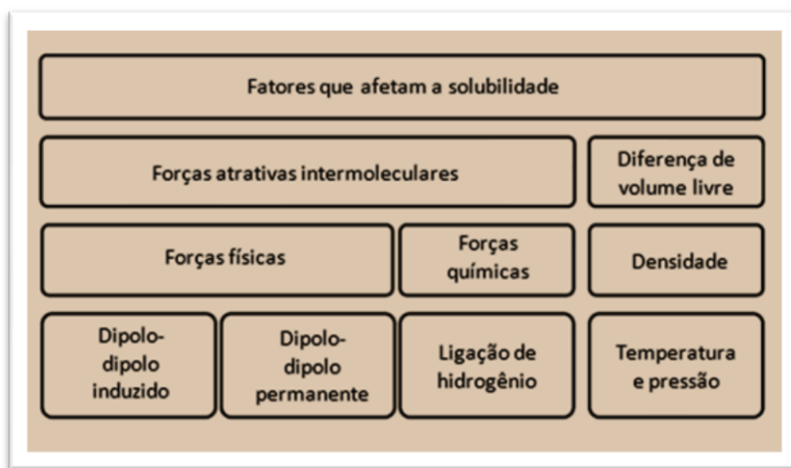 Fatores que afetam a solubilidade
Forças atrativas intermoleculares
Diferença de
volume livre
Forças físicas
Forças
químicas
Densidade
Dipolo-
dipolo
induzido
Dipolo-
dipolo
permanente
Ligação de
hidrogênio
Temperatura
e pressão